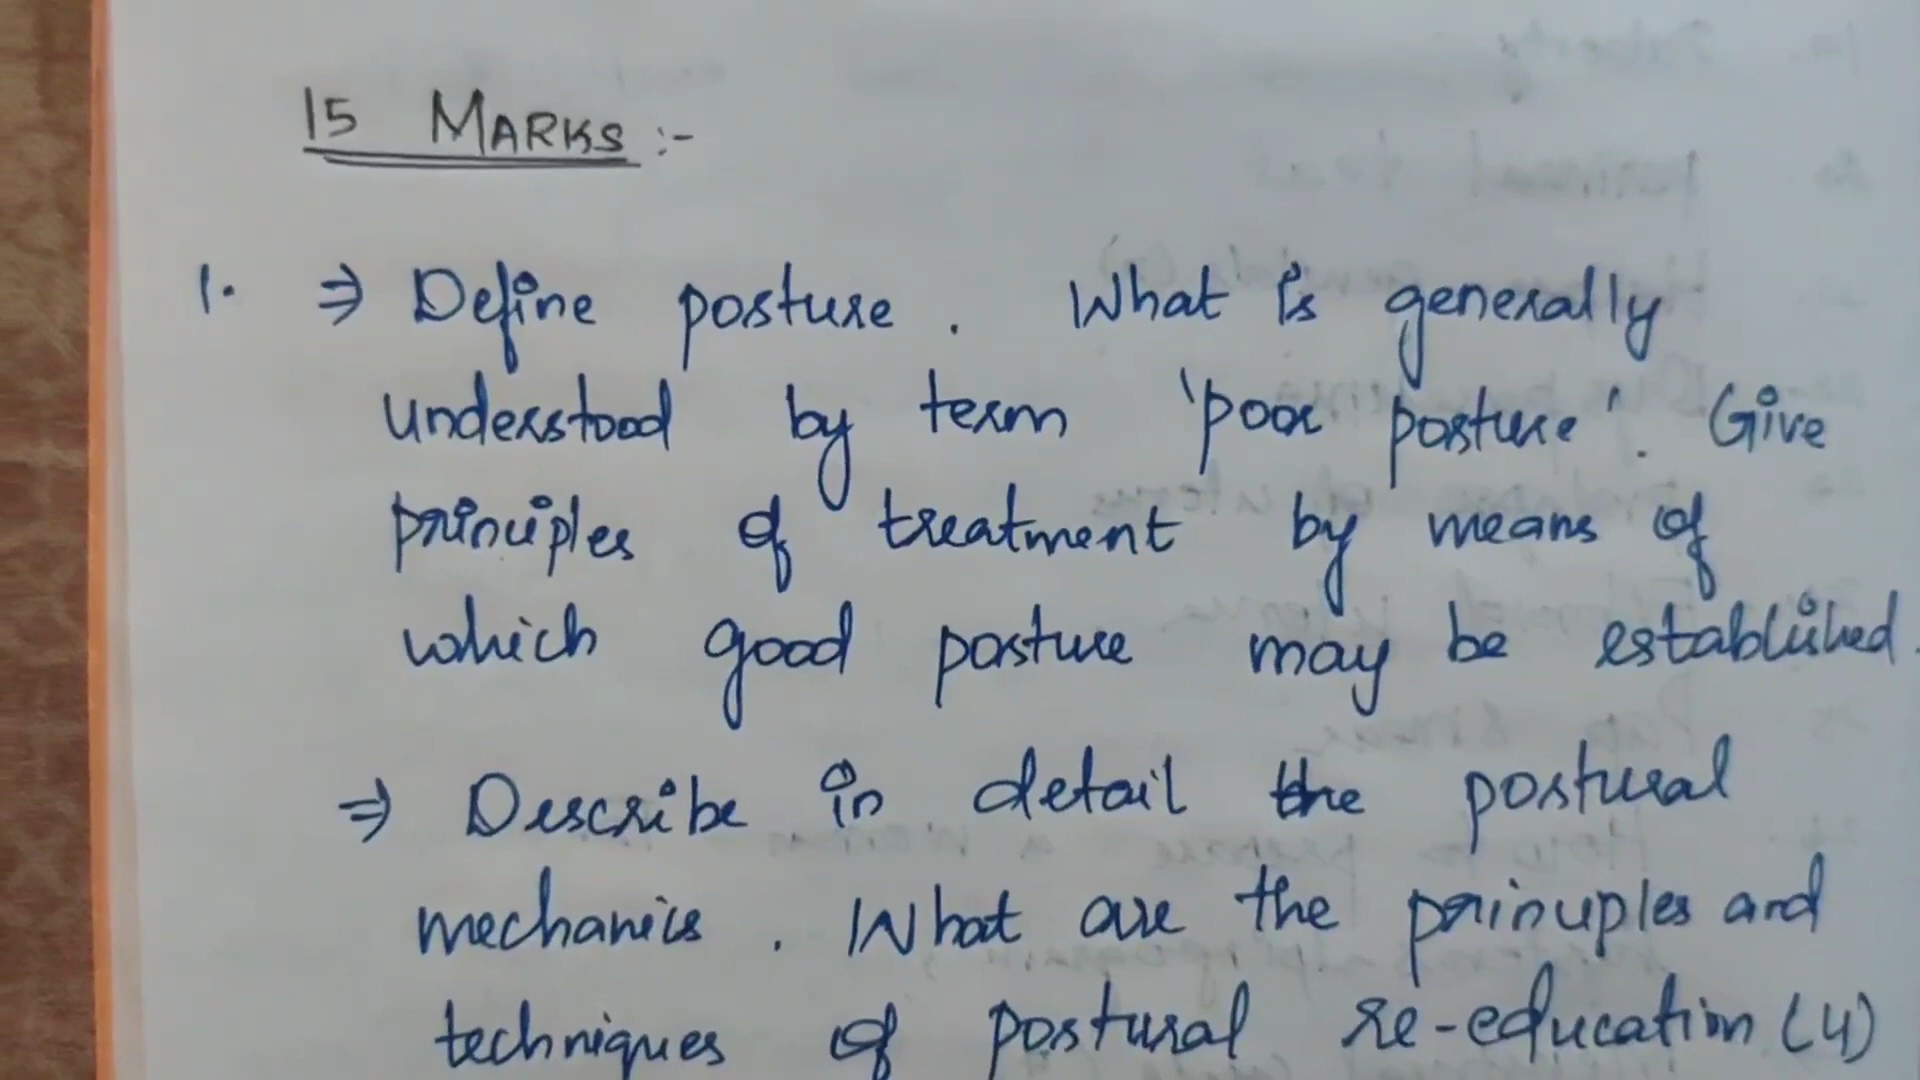 15 MARKS :-
1. ⇒ Define posture. What is generally
understood by term 'poor posture'. Give
principles of treatment by means of
which good posture may be established.
⇒ Describe in detail the postural
mechanics. What are the principles and
techniques of postural re-education (4)